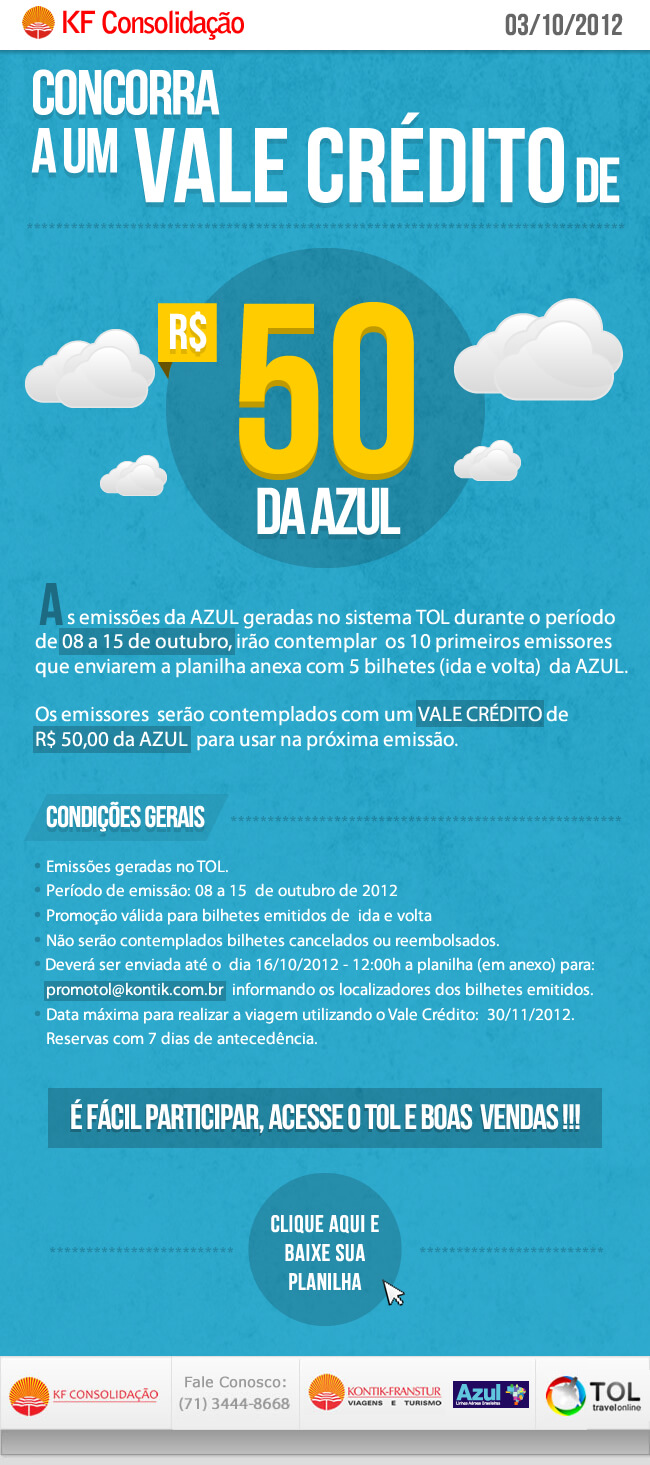 KF Consolidação
03/10/2012
CONCORRA
A UM VALE CRÉDITO DE
R$ 50
DA AZUL
As emissões da AZUL geradas no sistema TOL durante o período
de 08 a 15 de outubro, irão contemplar os 10 primeiros emissores
que enviarem a planilha anexa com 5 bilhetes (ida e volta) da AZUL.
Os emissores serão contemplados com um VALE CRÉDITO de
R$ 50,00 da AZUL para usar na próxima emissão.
CONDIÇÕES GERAIS
• Emissões geradas no TOL.
• Período de emissão: 08 a 15 de outubro de 2012
• Promoção válida para bilhetes emitidos de ida e volta
• Não serão contemplados bilhetes cancelados ou reembolsados.
• Deverá ser enviada até o dia 16/10/2012 - 12:00h a planilha (em anexo) para:
promotol@kontik.com.br informando os localizadores dos bilhetes emitidos.
• Data máxima para realizar a viagem utilizando o Vale Crédito: 30/11/2012.
Reservas com 7 dias de antecedência.
É FÁCIL PARTICIPAR, ACESSE O TOL E BOAS VENDAS !!!
CLIQUE AQUI E
BAIXE SUA
PLANILHA
KF CONSOLIDAÇÃO
Fale Conosco:
(71) 3444-8668
KONTIK-FRANSTUR
VIAGENS E TURISMO
Azul
Linhas Aéreas Brasileiras
TOL
travelonline